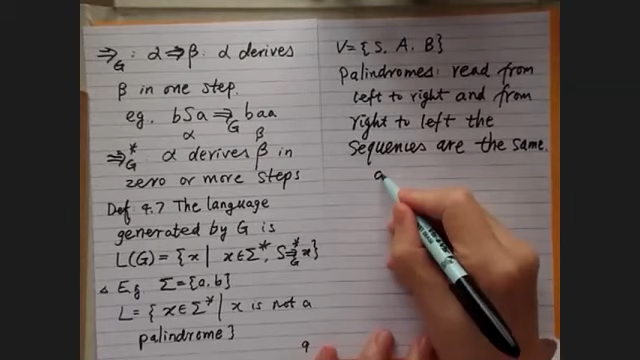 ⇒G : α ⇒ β. α derives
β in one step.
eg. bSa ⇒G baa
α β
⇒*G : α derives β in
zero or more steps
Def 4.7 The language
generated by G is
L(G) = { x | x ∈ Σ*, S ⇒*G x }
△ E.g Σ = {a,b}
L = { x ∈ Σ* | x is not a
palindrome }
9
V = { S, A, B }
palindromes: read from
left to right and from
right to left the
sequences are the same.
a